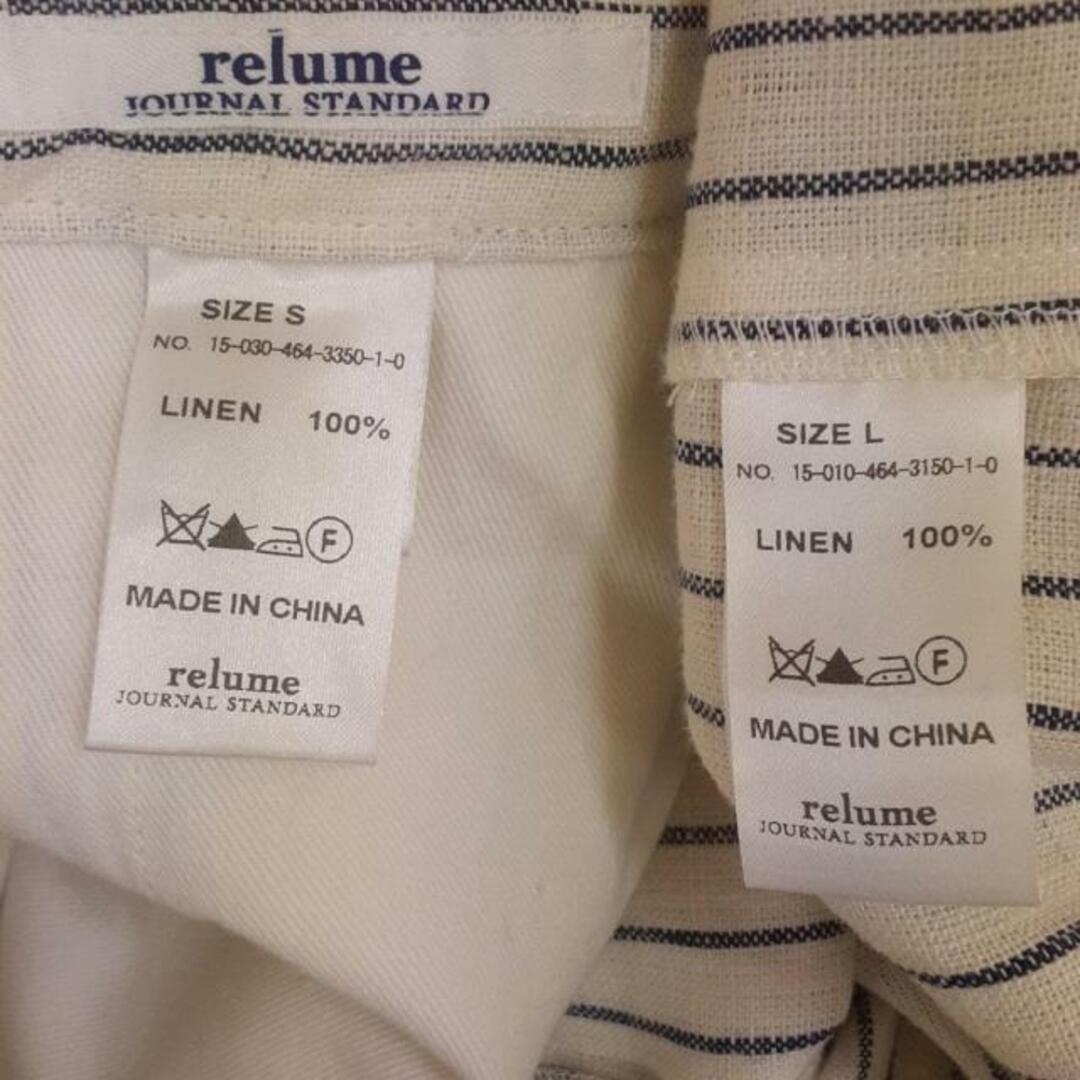 relume
JOURNAL STANDARD
SIZE S
NO. 15-030-464-3350-1-0
LINEN 100%
F
MADE IN CHINA
relume
JOURNAL STANDARD
SIZE L
NO. 15-010-464-3150-1-0
LINEN 100%
F
MADE IN CHINA
relume
JOURNAL STANDARD